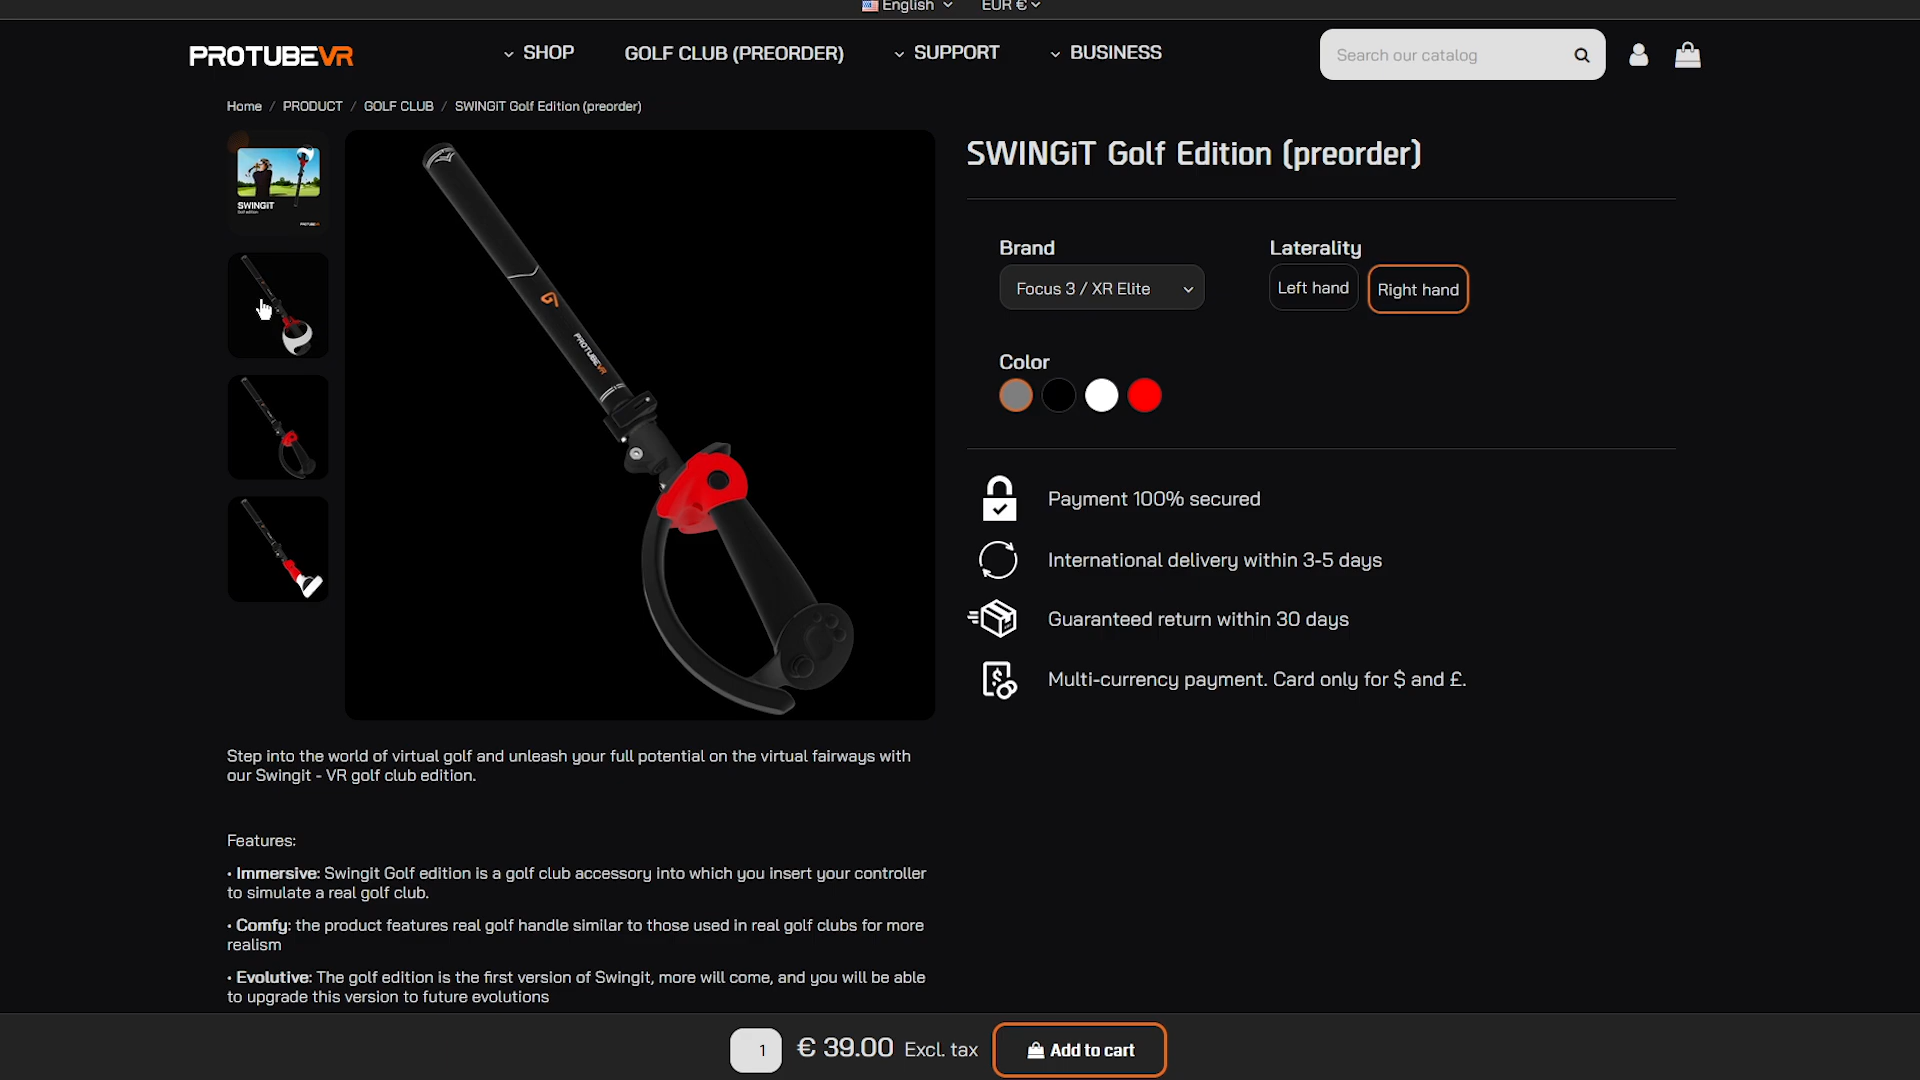 English
EUR €
PROTUBEVR
SHOP
GOLF CLUB (PREORDER)
SUPPORT
BUSINESS
Search our catalog
Home / PRODUCT / GOLF CLUB / SWINGiT Golf Edition (preorder)
SWINGiT
Golf edition
PROTUBEVR
PROTUBEVR
SWINGiT Golf Edition (preorder)
Brand
Laterality
Focus 3 / XR Elite
Left hand
Right hand
Color
Payment 100% secured
International delivery within 3-5 days
Guaranteed return within 30 days
Multi-currency payment. Card only for $ and £.
Step into the world of virtual golf and unleash your full potential on the virtual fairways with
our Swingit - VR golf club edition.
Features:
• Immersive: Swingit Golf edition is a golf club accessory into which you insert your controller
to simulate a real golf club.
• Comfy: the product features real golf handle similar to those used in real golf clubs for more
realism
• Evolutive: The golf edition is the first version of Swingit, more will come, and you will be able
to upgrade this version to future evolutions
1
€ 39.00 Excl. tax
Add to cart